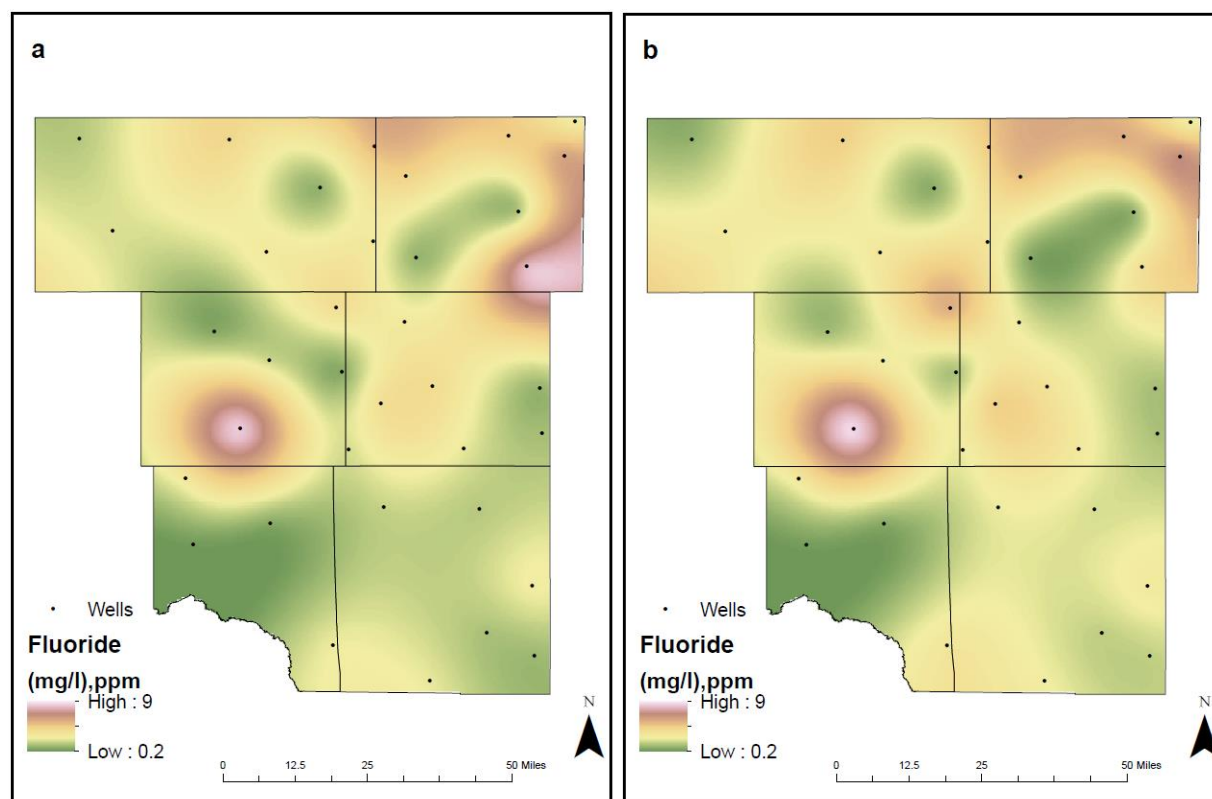 a
Wells
Fluoride
(mg/l),ppm
High : 9
Low : 0.2
N
0 12.5 25 50 Miles
b
Wells
Fluoride
(mg/l),ppm
High : 9
Low : 0.2
N
0 12.5 25 50 Miles